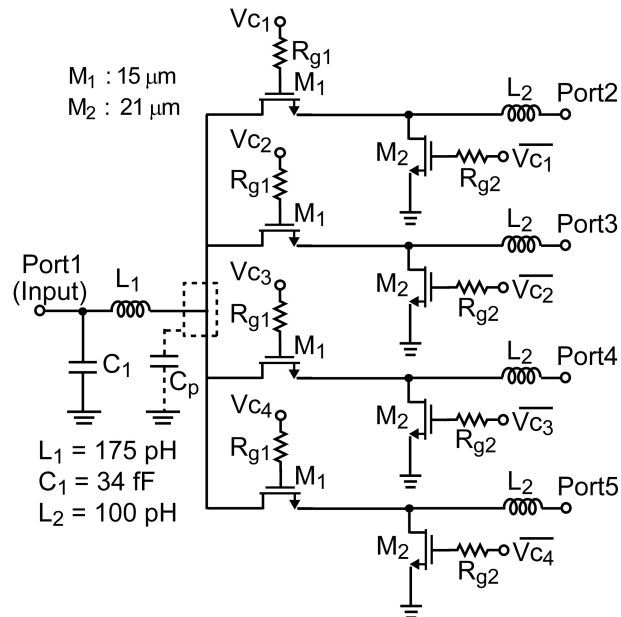 Vc1
Rg1
M1 : 15 μm
M1
M2 : 21 μm
L2
Port2
Vc2
M2
Rg2
Vc1
Rg1
M1
L2
Port3
Port1
(Input)
L1
Vc3
M2
Rg2
Vc2
Rg1
M1
L2
Port4
C1
Cp
Vc4
M2
Rg2
Vc3
Rg1
L1 = 175 pH
M1
C1 = 34 fF
L2
Port5
L2 = 100 pH
M2
Rg2
Vc4